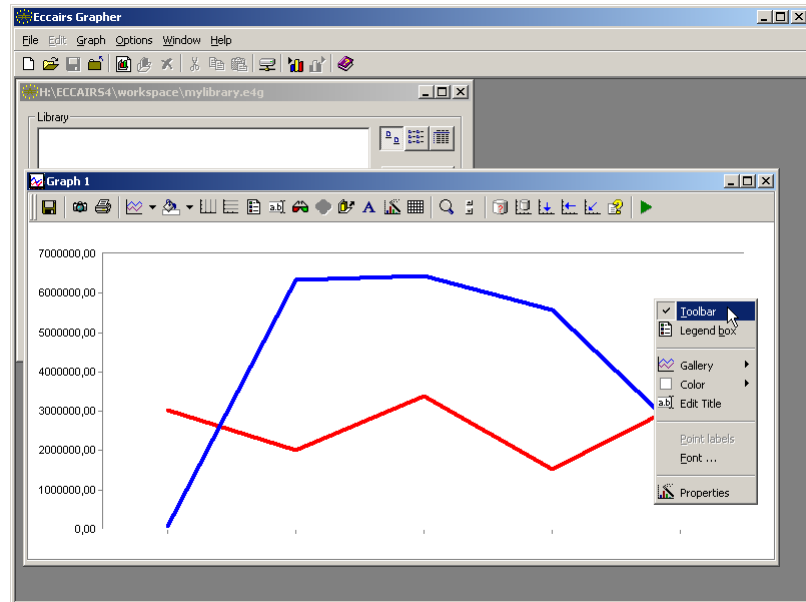 Eccairs Grapher
File Edit Graph Options Window Help
H:\ECCAIRS4\workspace\mylibrary.e4g
Library
Graph 1
7000000,00
6000000,00
5000000,00
4000000,00
3000000,00
2000000,00
1000000,00
0,00
Toolbar
Legend box
Gallery
Color
Edit Title
Point labels
Font ...
Properties